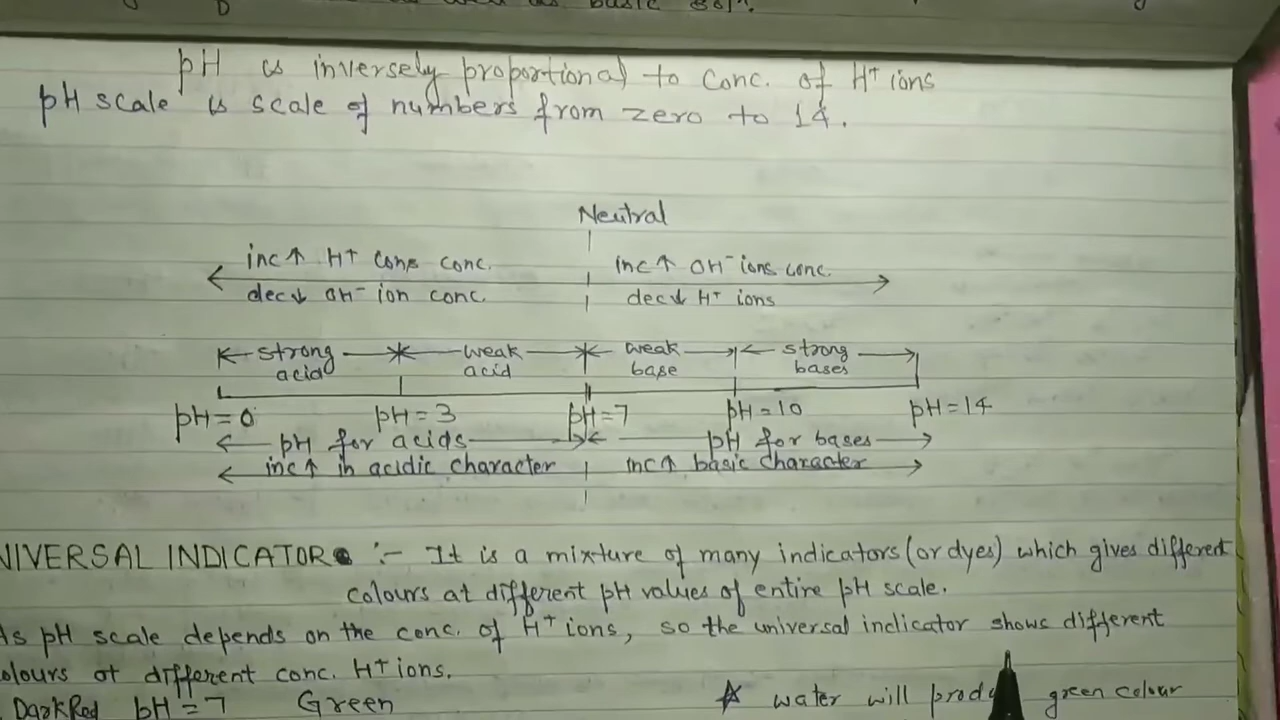 basic soln.
pH is inversely proportional to conc. of H+ ions
pH scale is scale of numbers from zero to 14.
Neutral
inc↑ H+ conc. inc↑ OH- ions conc.
dec↓ OH- ion conc. dec↓ H+ ions
strong acid weak acid weak base strong bases
pH=0 pH=3 pH=7 pH=10 pH=14
pH for acids pH for bases
inc↑ in acidic character inc↑ basic character
NIVERSAL INDICATOR :- It is a mixture of many indicators (or dyes) which gives different
colours at different pH values of entire pH scale.
As pH scale depends on the conc. of H+ ions, so the universal indicator shows different
olours at different conc. H+ ions.
Dark Red pH=7 Green ☆ water will green colour